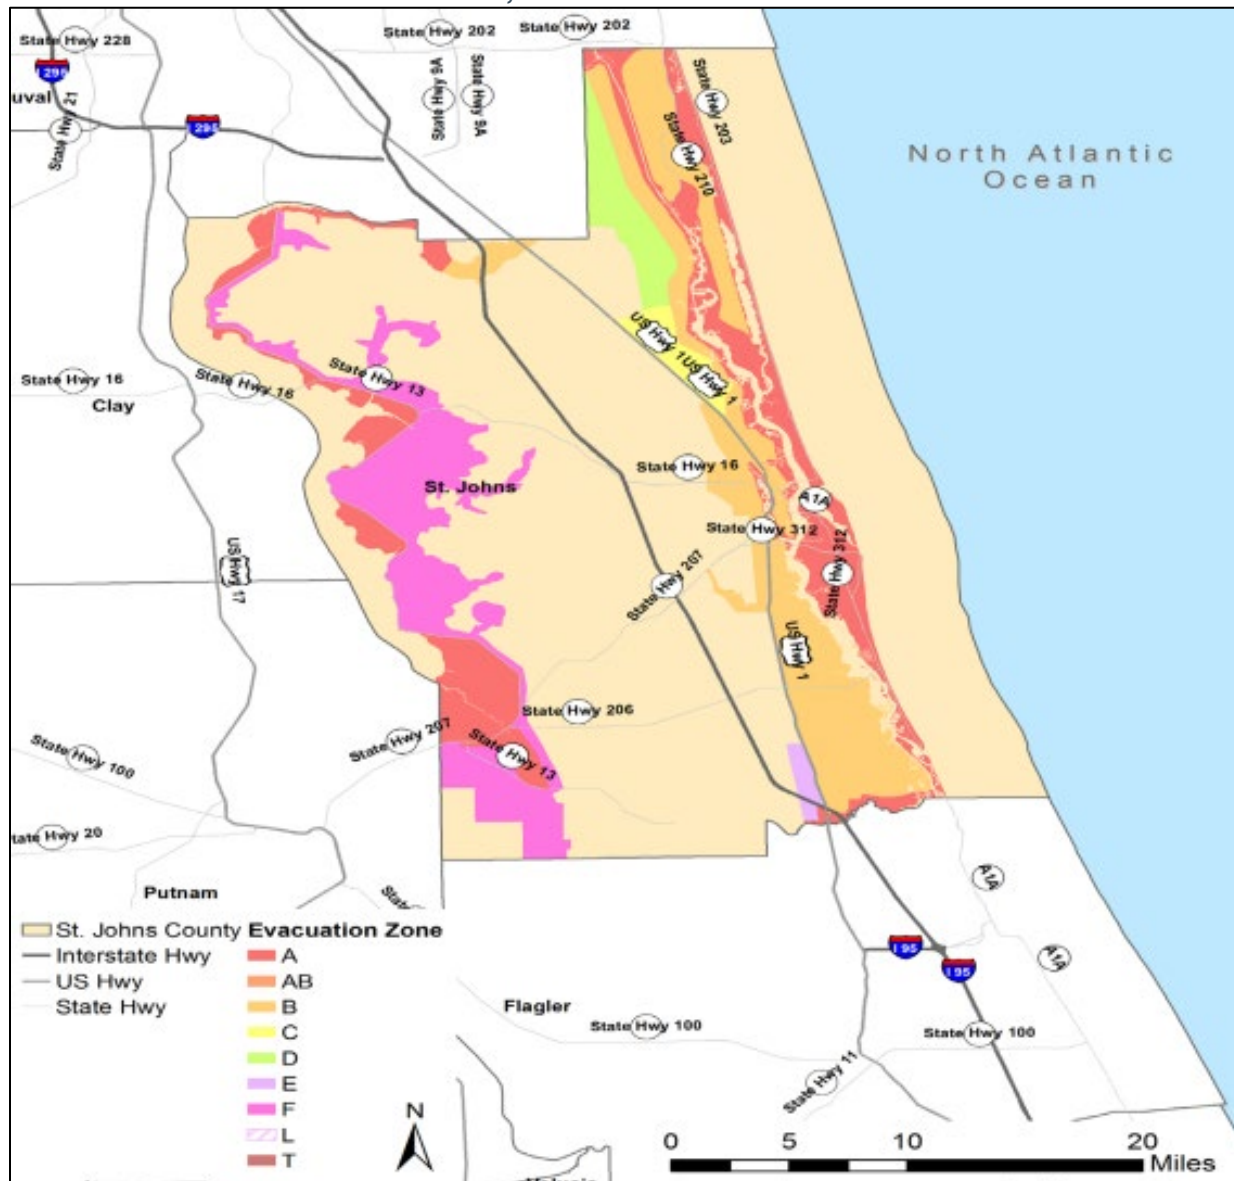 State Hwy 228
State Hwy 202
State Hwy 202
I 295
uval
State Hwy 21
I 295
State Hwy 9A
State Hwy 9A
State Hwy 203
State Hwy 210
North Atlantic
Ocean
US Hwy 1
US Hwy 1
State Hwy 16
Clay
State Hwy 16
State Hwy 13
St. Johns
State Hwy 16
A1A
State Hwy 312
State Hwy 312
US Hwy 17
State Hwy 207
US Hwy 1
State Hwy 206
State Hwy 207
State Hwy 13
State Hwy 100
tate Hwy 20
Putnam
State
A1A
A1A
I 95
I 95
Flagler
State Hwy 100
State Hwy 100
State Hwy 11
St. Johns County
Interstate Hwy
US Hwy
State Hwy
Evacuation Zone
A
AB
B
C
D
E
F
L
T
N
0 5 10 20
Miles